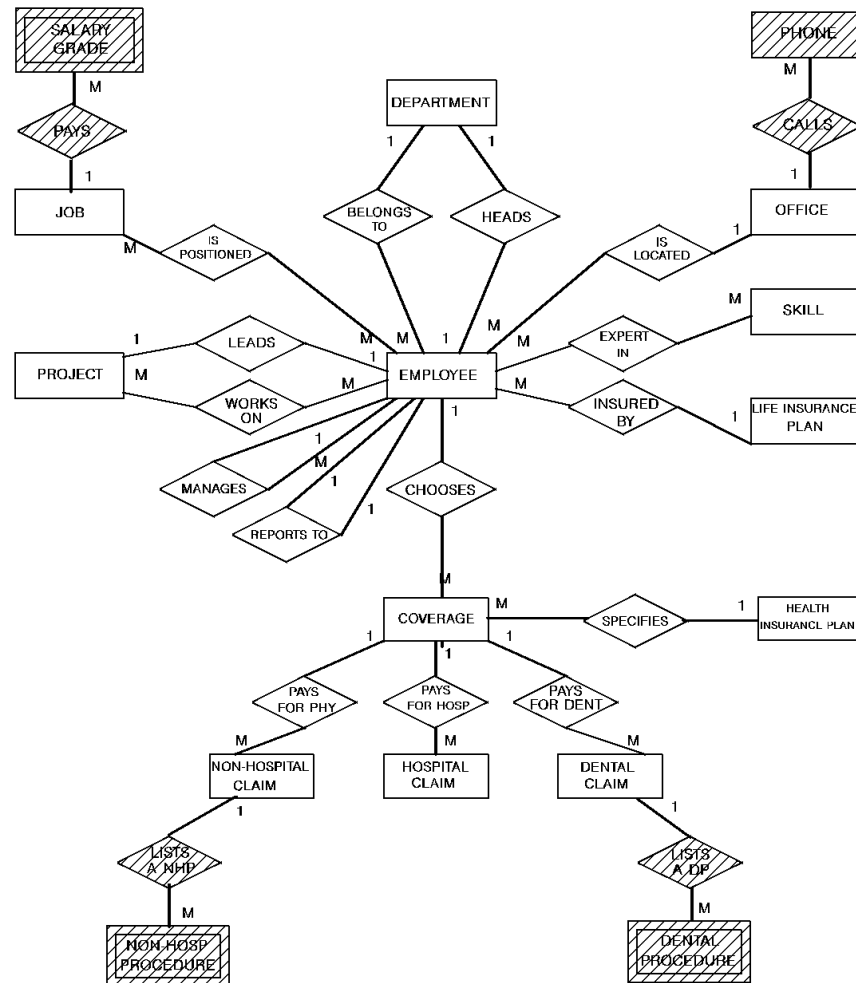 SALARY
GRADE
PHONE
M
M
DEPARTMENT
PAYS
CALLS
1
1
1
1
JOB
BELONGS
TO
HEADS
OFFICE
M
IS
POSITIONED
IS
LOCATED
1
M
SKILL
1
LEADS
M
M
1
M
M
EXPERT
IN
1
PROJECT
M
EMPLOYEE
WORKS
ON
M
M
INSURED
BY
1
LIFE INSURANCE
PLAN
1
1
M
MANAGES
1
CHOOSES
1
REPORTS TO
M
COVERAGE
M
SPECIFIES
1
HEALTH
INSURANCE PLAN
1
1
1
PAYS
FOR PHY
PAYS
FOR HOSP
PAYS
FOR DENT
M
M
M
NON-HOSPITAL
CLAIM
HOSPITAL
CLAIM
DENTAL
CLAIM
1
1
LISTS
A NHP
LISTS
A DP
M
M
NON-HOSP
PROCEDURE
DENTAL
PROCEDURE